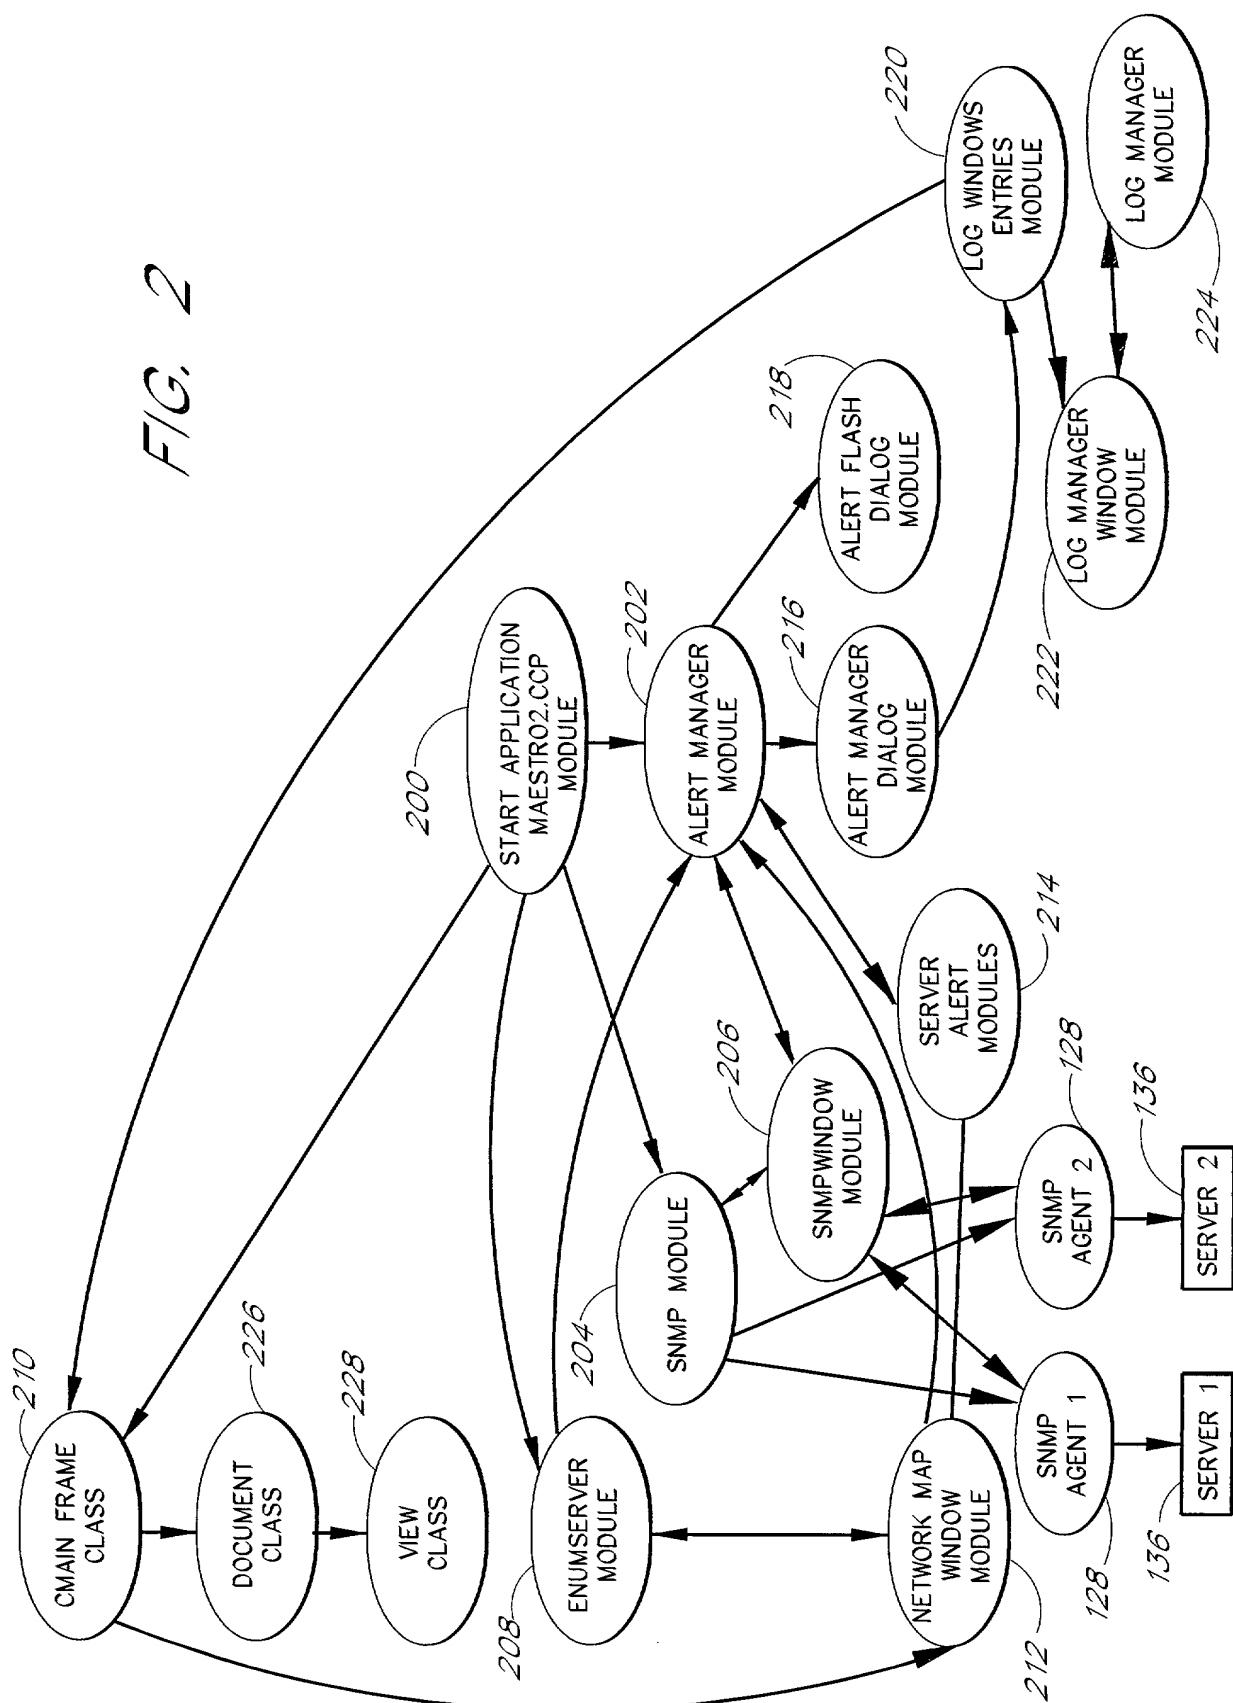 FIG. 2
210
CMAIN FRAME
CLASS
226
DOCUMENT
CLASS
228
VIEW
CLASS
208
ENUMSERVER
MODULE
212
NETWORK MAP
WINDOW
MODULE
200
START APPLICATION
MAESTRO2.CCP
MODULE
202
ALERT MANAGER
MODULE
204
SNMP MODULE
206
SNMPWINDOW
MODULE
214
SERVER
ALERT
MODULES
216
ALERT MANAGER
DIALOG
MODULE
218
ALERT FLASH
DIALOG
MODULE
220
LOG WINDOWS
ENTRIES
MODULE
222
LOG MANAGER
WINDOW
MODULE
224
LOG MANAGER
MODULE
128
SNMP
AGENT 1
136
SERVER 1
128
SNMP
AGENT 2
136
SERVER 2